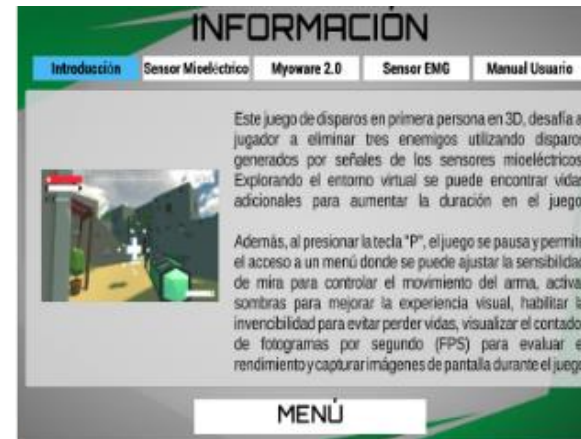 INFORMACIÓN
Introducción Sensor Mioeléctrico Myoware 2.0 Sensor EMG Manual Usuario
Este juego de disparos en primera persona en 3D, desafía a
jugador a eliminar tres enemigos utilizando disparos
generados por señales de los sensores mioeléctricos
Explorando el entorno virtual se puede encontrar vidas
adicionales para aumentar la duración en el juego
Además, al presionar la tecla "P", el juego se pausa y permite
el acceso a un menú donde se puede ajustar la sensibilidad
de mira para controlar el movimiento del arma, activa
sombras para mejorar la experiencia visual, habilitar la
invencibilidad para evitar perder vidas, visualizar el contado
de fotogramas por segundo (FPS) para evaluar e
rendimiento y capturar imágenes de pantalla durante el juego
MENÚ